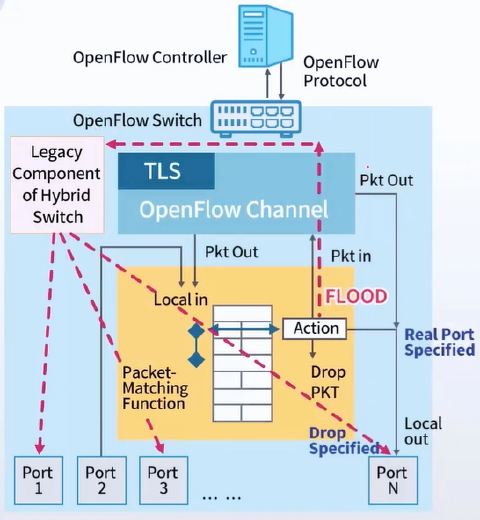 OpenFlow Controller
OpenFlow
Protocol
OpenFlow Switch
Legacy
Component
of Hybrid
Switch
TLS
OpenFlow Channel
Pkt Out
Pkt Out
Pkt in
FLOOD
Local in
Action
Real Port
Specified
Packet-
Matching
Function
Drop
PKT
Drop
Specified
Local
out
Port
1
Port
2
Port
3
... ...
Port
N